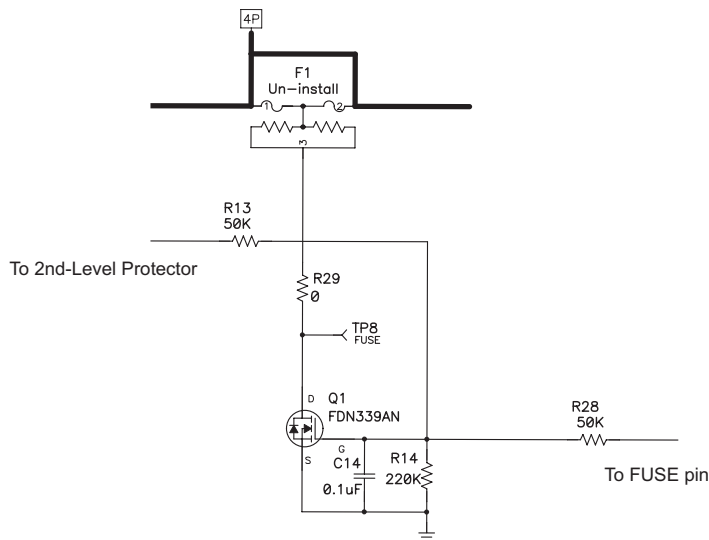 4P
F1
Un-install
1 2
3
R13
50K
To 2nd-Level Protector
R29
0
TP8
FUSE
D Q1
FDN339AN
G
S
C14
0.1uF
R14
220K
R28
50K
To FUSE pin